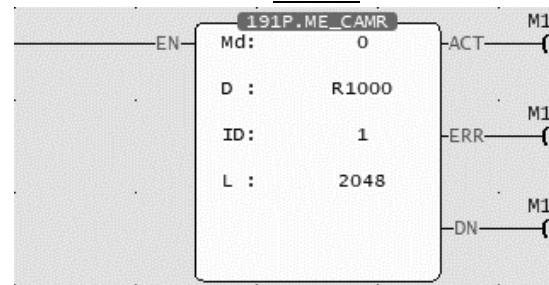 191P.ME_CAMR
M1
EN
Md: 0
ACT
D : R1000
M1
ID: 1
ERR
L : 2048
M1
DN